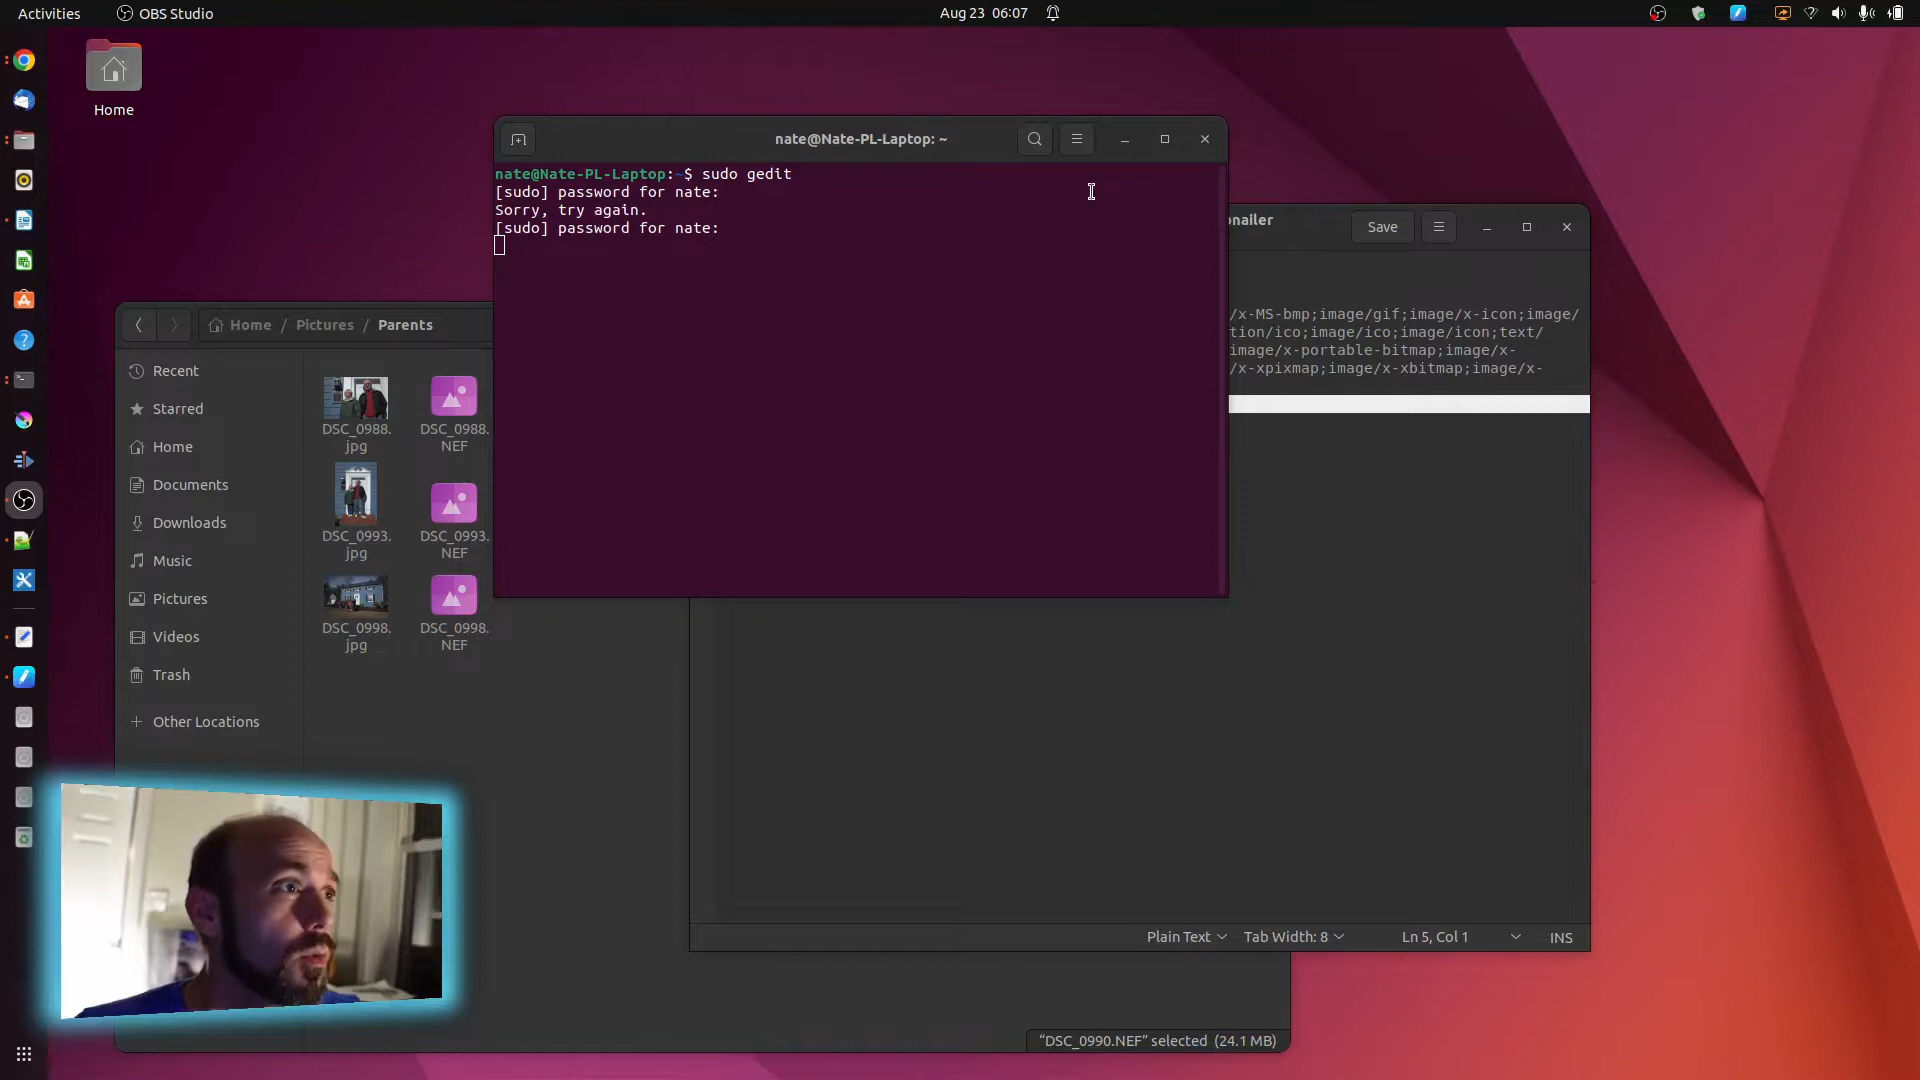 Activities
OBS Studio
Aug 23 06:07
Home
nate@Nate-PL-Laptop: ~
nate@Nate-PL-Laptop:~$ sudo gedit
[sudo] password for nate:
Sorry, try again.
[sudo] password for nate:
onailer
Save
/x-MS-bmp;image/gif;image/x-icon;image/
tion/ico;image/ico;image/icon;text/
image/x-portable-bitmap;image/x-
/x-xpixmap;image/x-xbitmap;image/x-
Home / Pictures / Parents
Recent
Starred
Home
Documents
Downloads
Music
Pictures
Videos
Trash
+ Other Locations
DSC_0988.
jpg
DSC_0988.
NEF
DSC_0993.
jpg
DSC_0993.
NEF
DSC_0998.
jpg
DSC_0998.
NEF
Plain Text
Tab Width: 8
Ln 5, Col 1
INS
“DSC_0990.NEF” selected (24.1 MB)